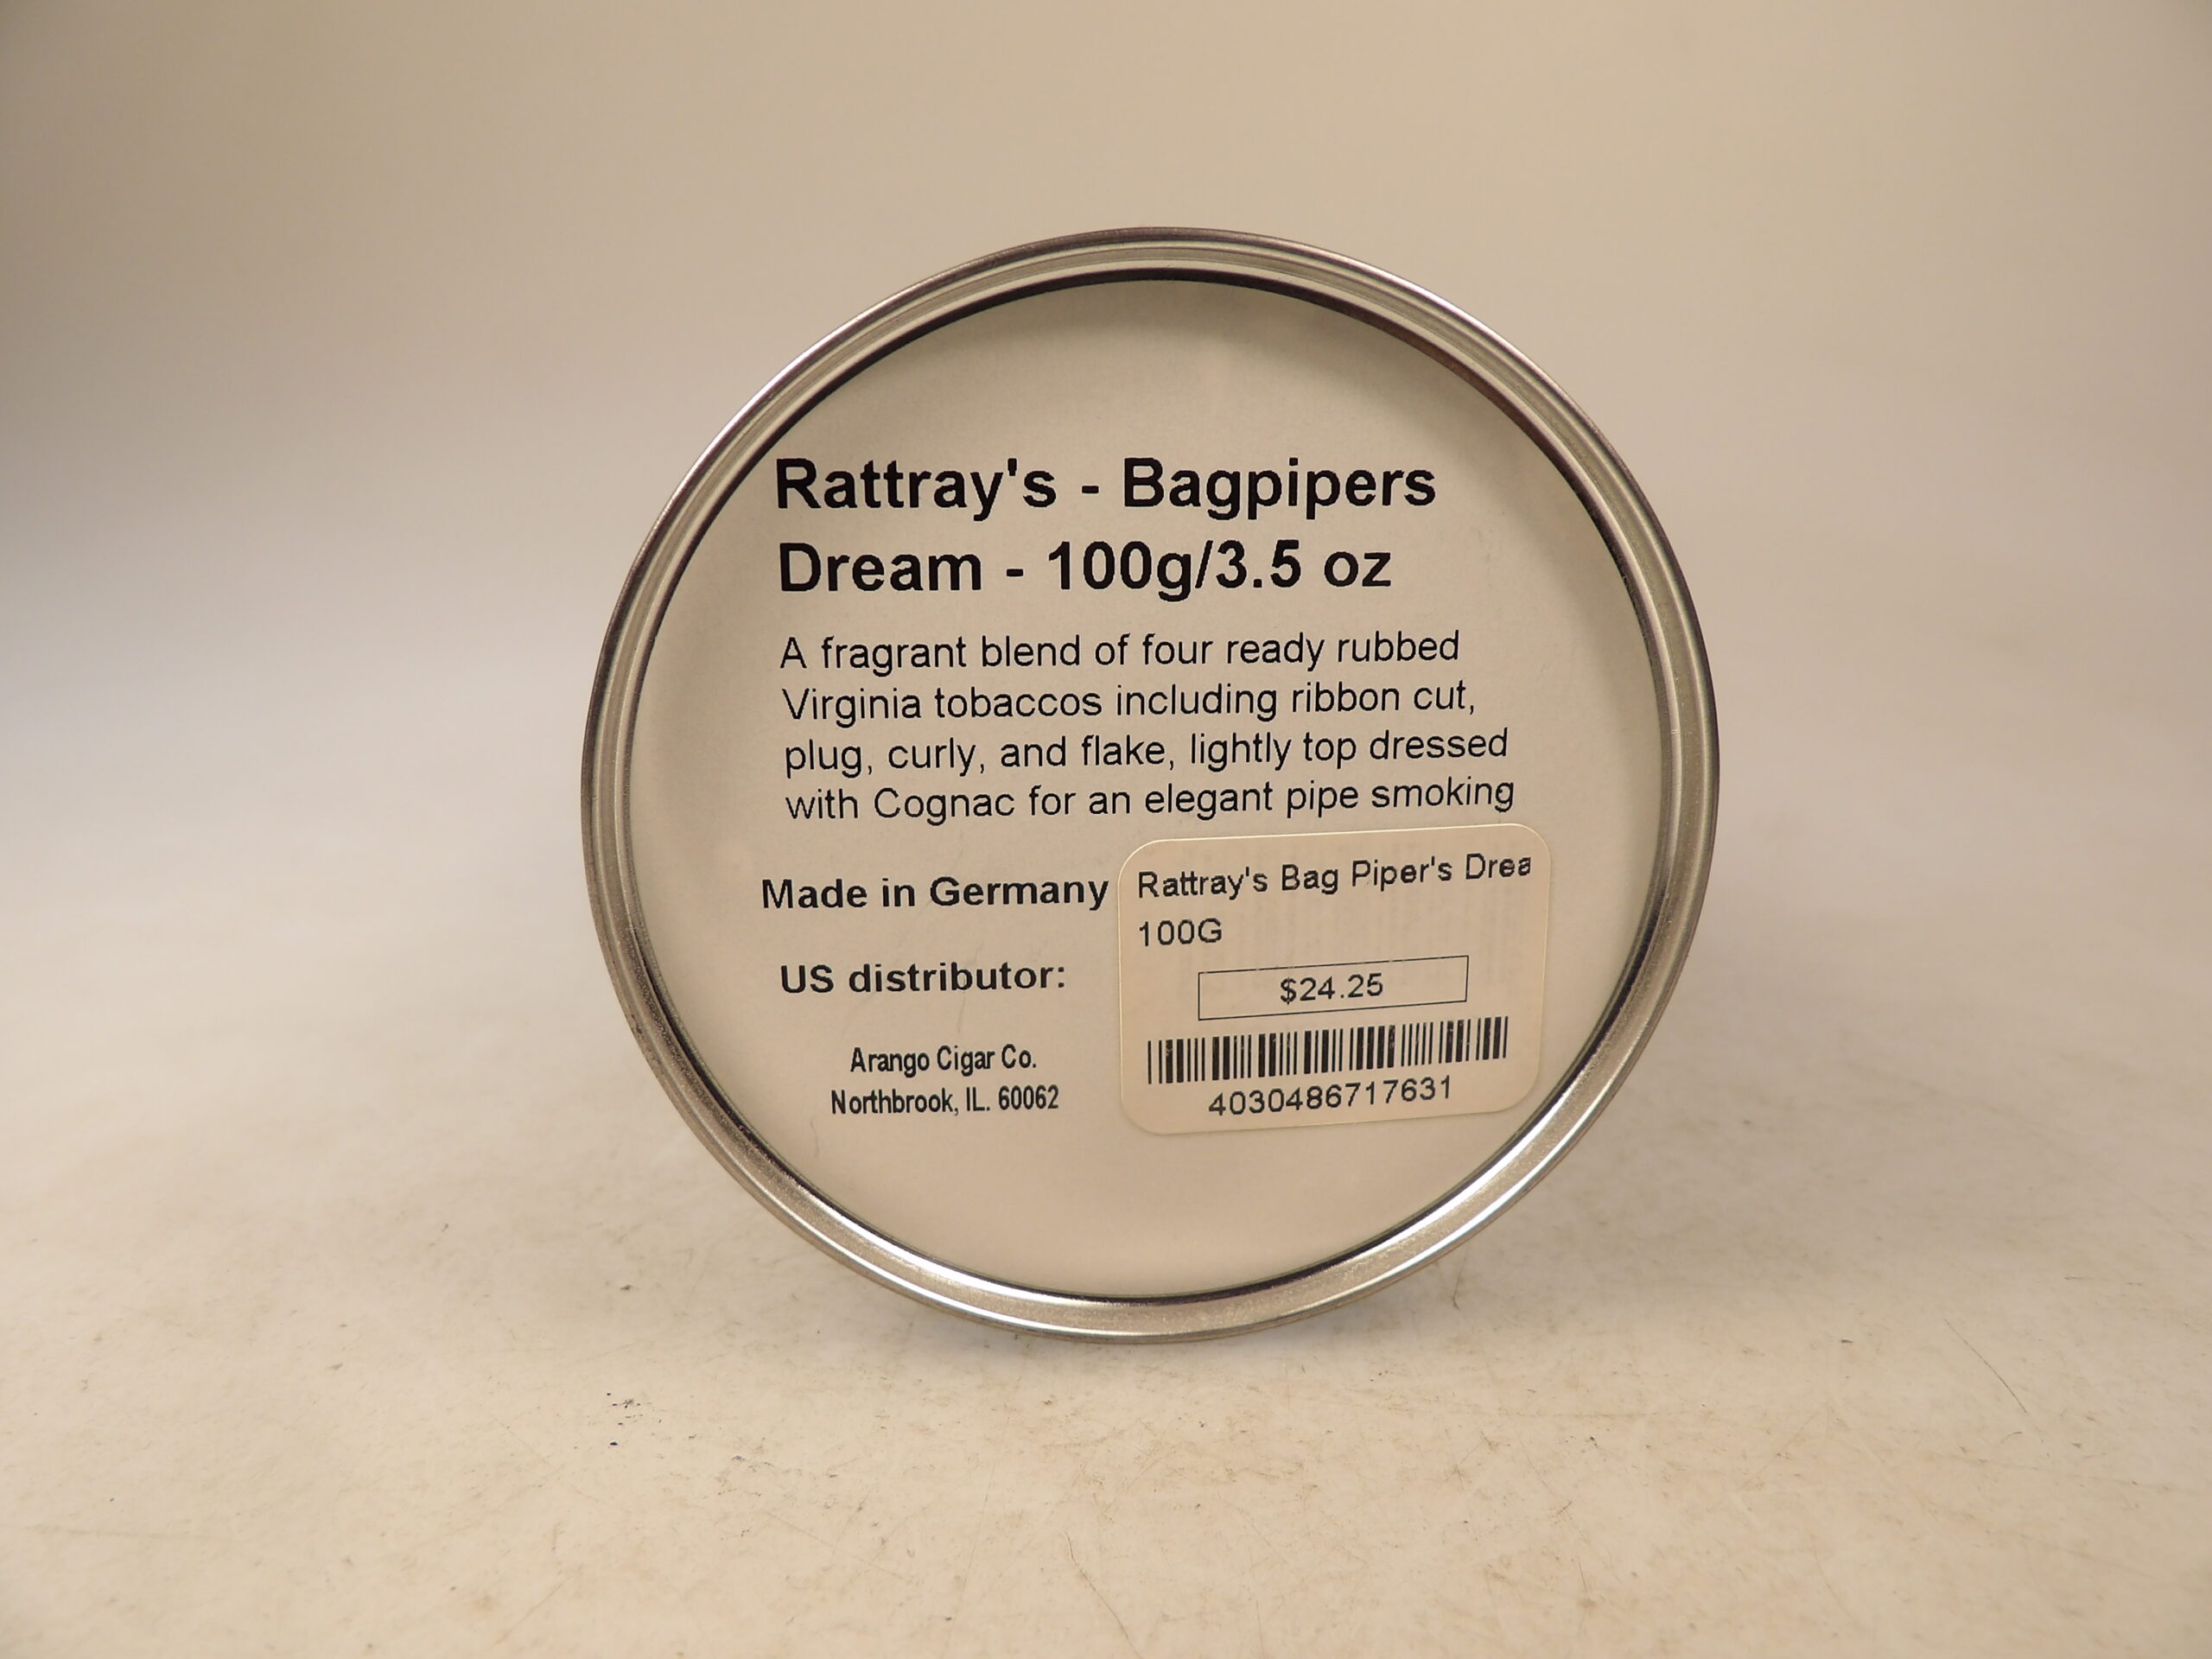 Rattray's - Bagpipers
Dream - 100g/3.5 oz
A fragrant blend of four ready rubbed
Virginia tobaccos including ribbon cut,
plug, curly, and flake, lightly top dressed
with Cognac for an elegant pipe smoking
Made in Germany
US distributor:
Arango Cigar Co.
Northbrook, IL. 60062
Rattray's Bag Piper's Drea
100G
$24.25
4030486717631